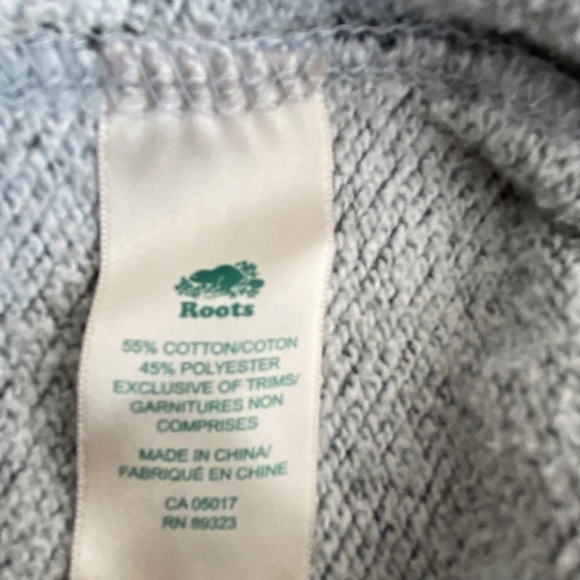 Roots
55% COTTON/COTON
45% POLYESTER
EXCLUSIVE OF TRIMS/
GARNITURES NON
COMPRISES
MADE IN CHINA/
FABRIQUÉ EN CHINE
CA 05017
RN 89323